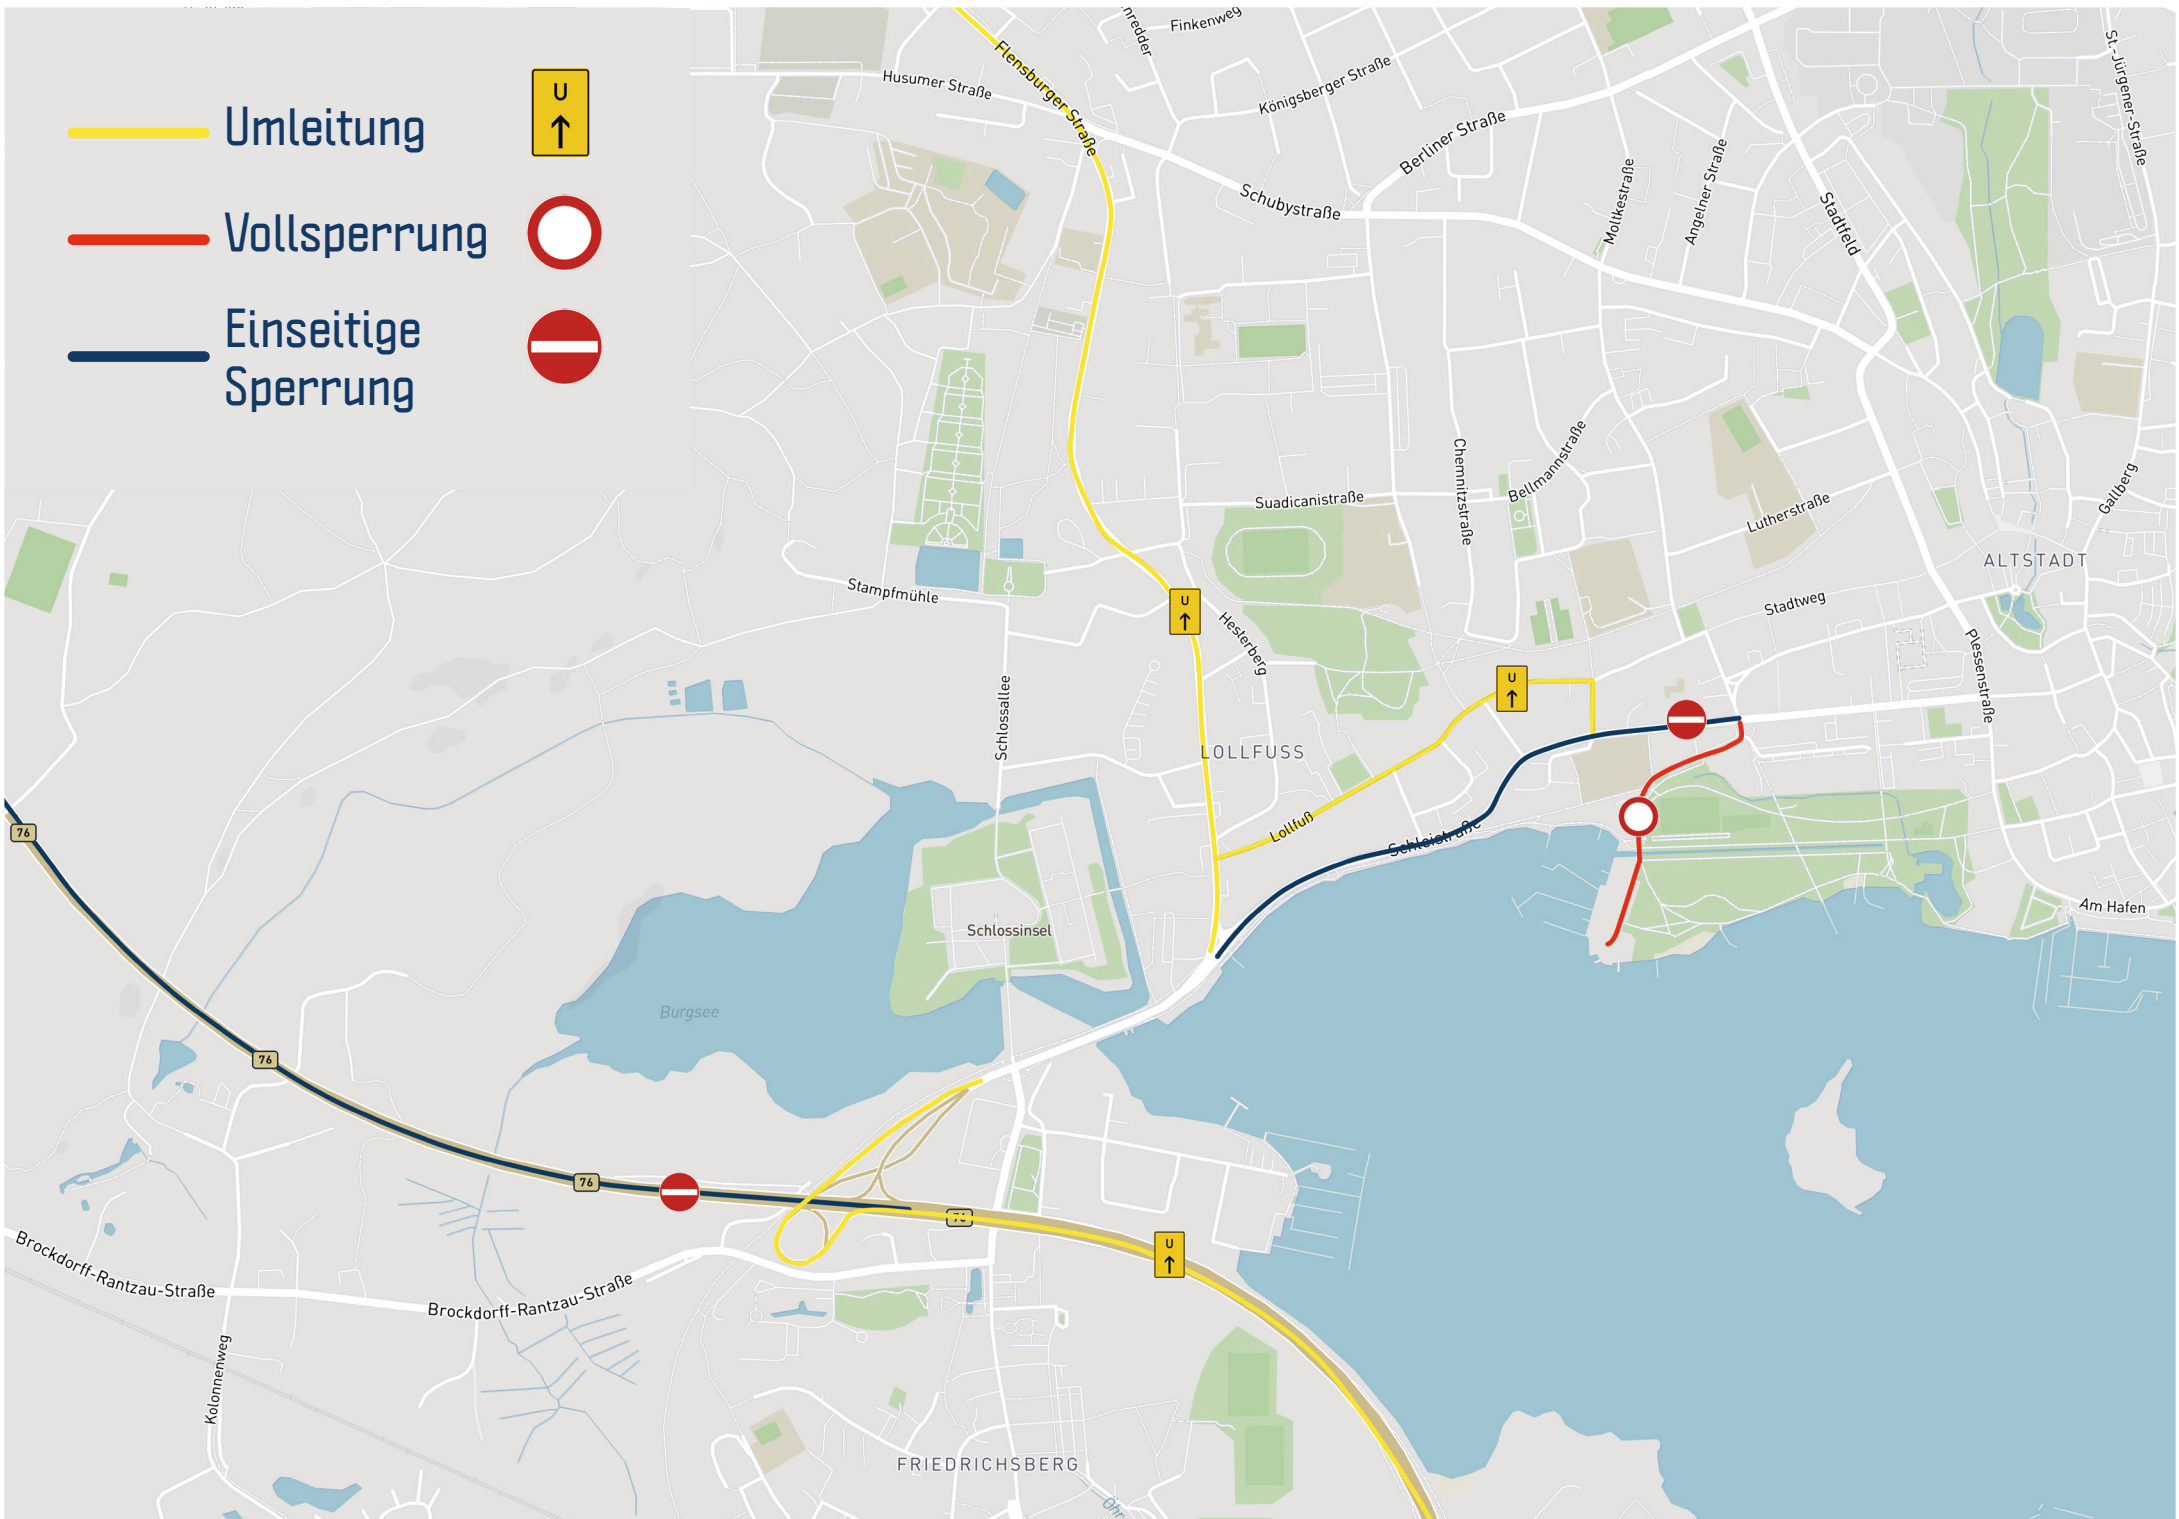 Umleitung
U
Vollsperrung
Einseitige
Sperrung
Flensburger Straße
Husumer Straße
Finkenweg
Königsberger Straße
Berliner Straße
Schubystraße
Moltkestraße
Angelner Straße
Stadtfeld
St.-Jürgener-Straße
Suadicanistraße
Chemnitzstraße
Bellmannstraße
Lutherstraße
Gallberg
ALTSTADT
Stampfmühle
U
Hesterberg
Stadtweg
Plessenstraße
U
Schlossallee
LOLLFUSS
Lollfuß
Schleistraße
76
Schlossinsel
Am Hafen
Burgsee
76
76
76
U
Brockdorff-Rantzau-Straße
Brockdorff-Rantzau-Straße
Kolonnenweg
FRIEDRICHSBERG